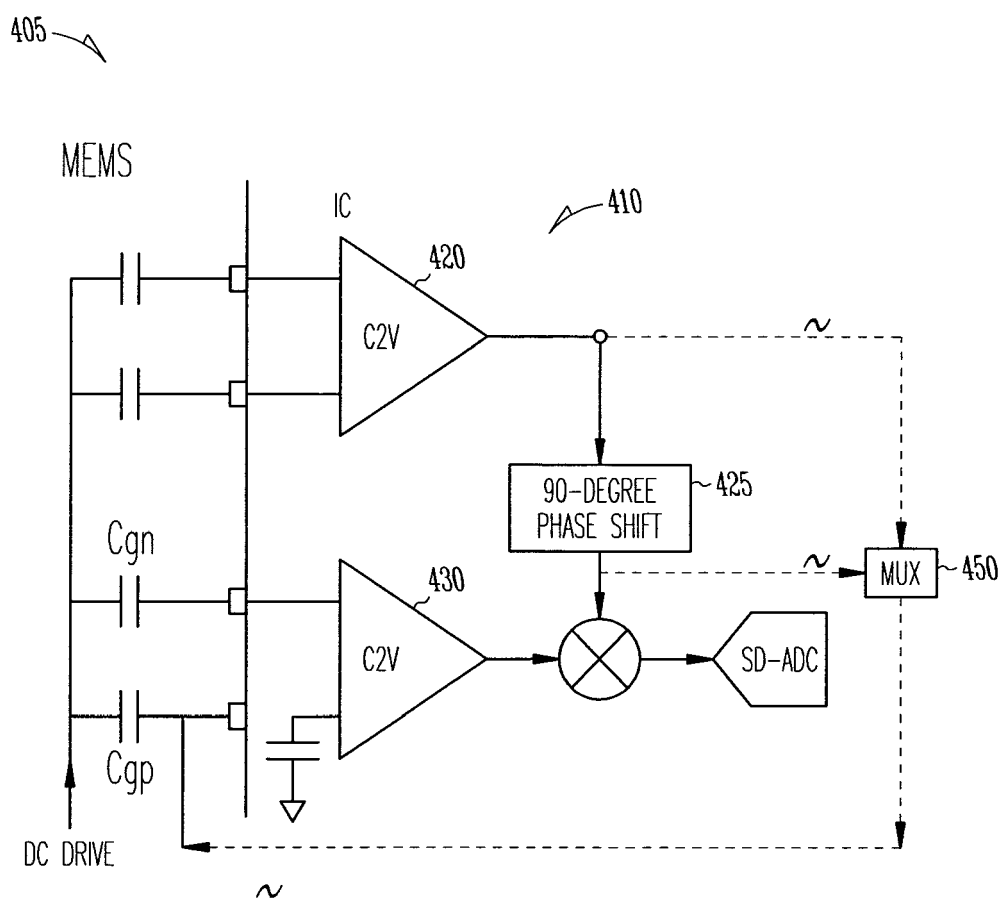 405
MEMS
IC
410
420
C2V
~
90-DEGREE
PHASE SHIFT
425
Cgn
430
~
MUX
450
C2V
SD-ADC
Cgp
DC DRIVE
~